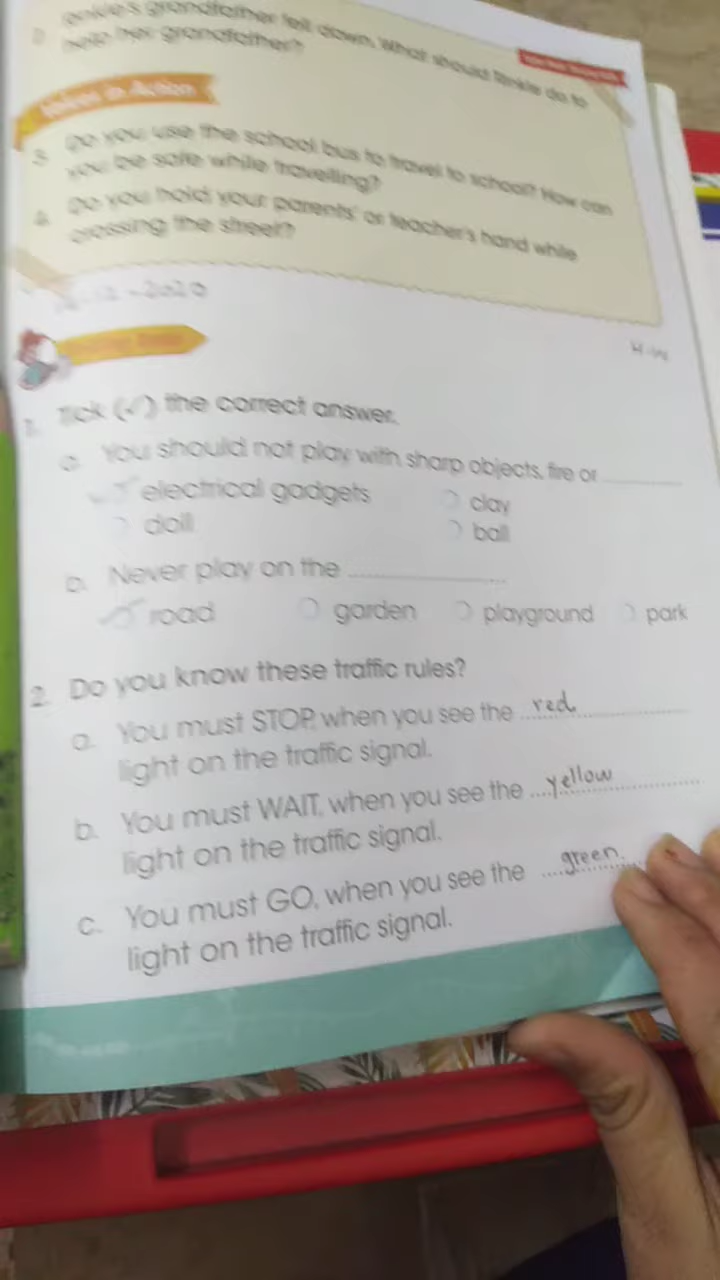 grandfather fell down. What should Rinkle do to
help her grandfather?
Values in Action
3. Do you use the school bus to travel to school? How can
you be safe while travelling?
4. Do you hold your parents' or teacher's hand while
crossing the street?
H.W
1. Tick (✓) the correct answer.
a. You should not play with sharp objects, fire or
electrical gadgets clay
doll ball
b. Never play on the
road garden playground park
2. Do you know these traffic rules?
a. You must STOP, when you see the red
light on the traffic signal.
b. You must WAIT, when you see the yellow
light on the traffic signal.
c. You must GO, when you see the green
light on the traffic signal.